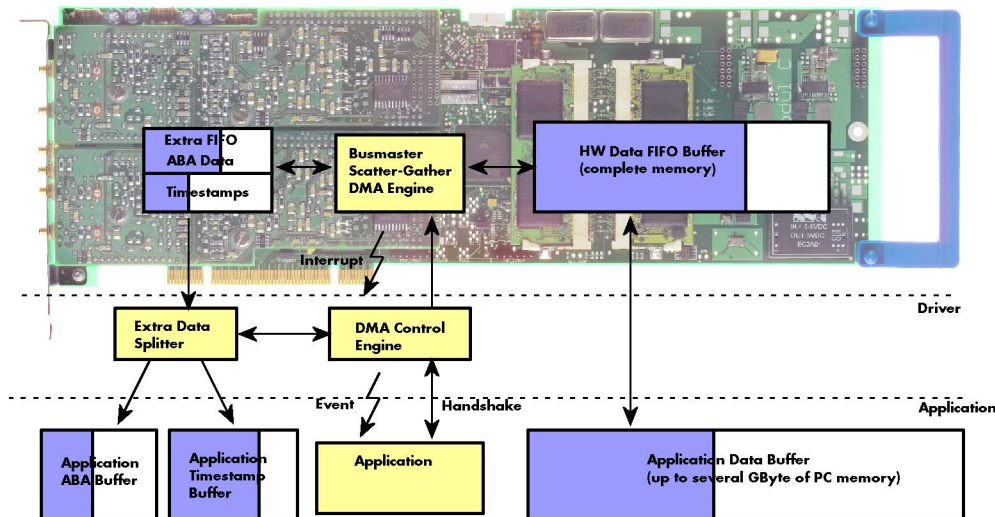 Extra FIFO
ABA Data
Timestamps
Busmaster
Scatter-Gather
DMA Engine
HW Data FIFO Buffer
(complete memory)
Interrupt
Driver
Extra Data
Splitter
DMA Control
Engine
Event
Handshake
Application
Application
ABA Buffer
Application
Timestamp
Buffer
Application
Application Data Buffer
(up to several GByte of PC memory)